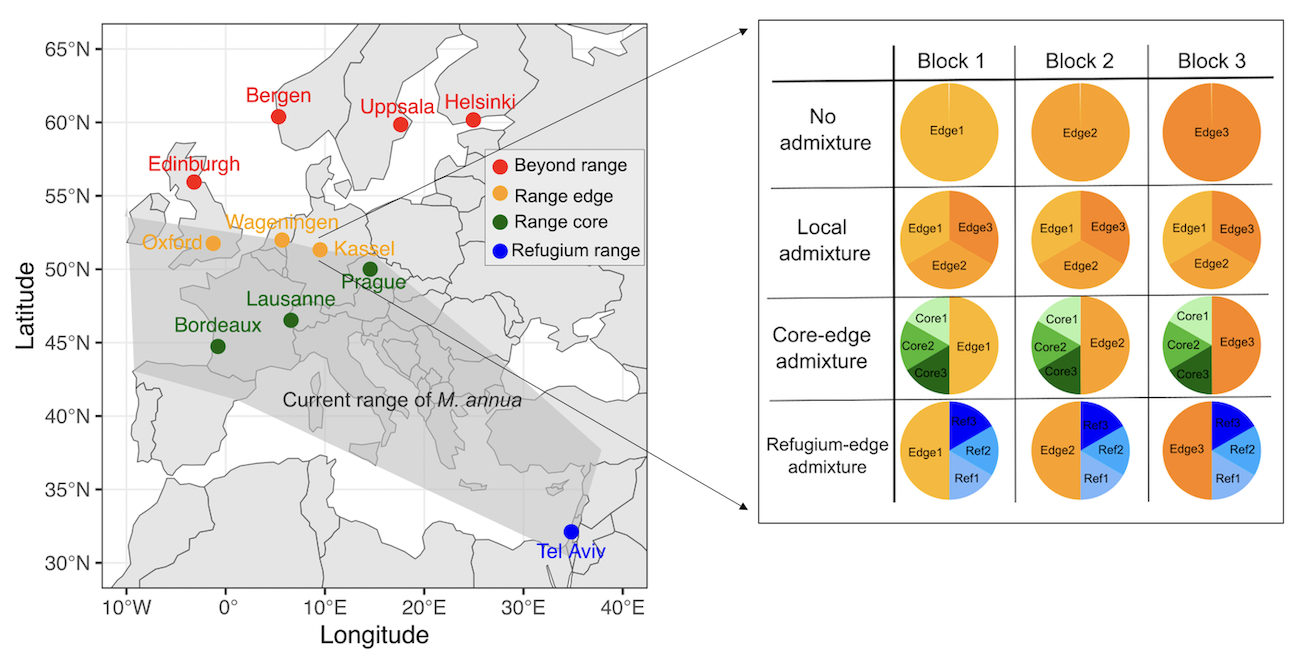 65°N
60°N
55°N
50°N
45°N
40°N
35°N
30°N
Latitude
10°W
0°
10°E
20°E
30°E
40°E
Longitude
Bergen
Uppsala
Helsinki
Edinburgh
Wageningen
Oxford
Kassel
Prague
Lausanne
Bordeaux
Current range of M. annua
Tel Aviv
Beyond range
Range edge
Range core
Refugium range
Block 1
Block 2
Block 3
No
admixture
Edge1
Edge2
Edge3
Local
admixture
Edge1
Edge3
Edge2
Edge1
Edge3
Edge2
Edge1
Edge3
Edge2
Core-edge
admixture
Core1
Core2
Core3
Edge1
Core1
Core2
Core3
Edge2
Core1
Core2
Core3
Edge3
Refugium-edge
admixture
Edge1
Ref3
Ref2
Ref1
Edge2
Ref3
Ref2
Ref1
Edge3
Ref3
Ref2
Ref1